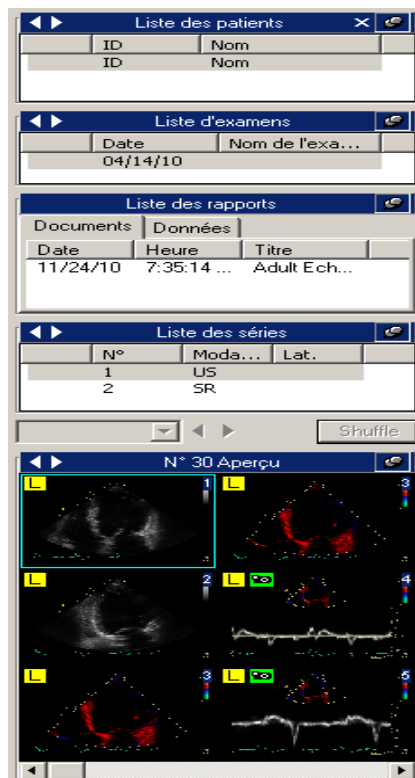 Liste des patients
ID Nom
ID Nom
Liste d'examens
Date Nom de l'exa...
04/14/10
Liste des rapports
Documents Données
Date Heure Titre
11/24/10 7:35:14 ... Adult Ech...
Liste des séries
N° Moda... Lat.
1 US
2 SR
Shuffle
N° 30 Aperçu
L 1 L 3
L 2 L 4
L 3 L 5